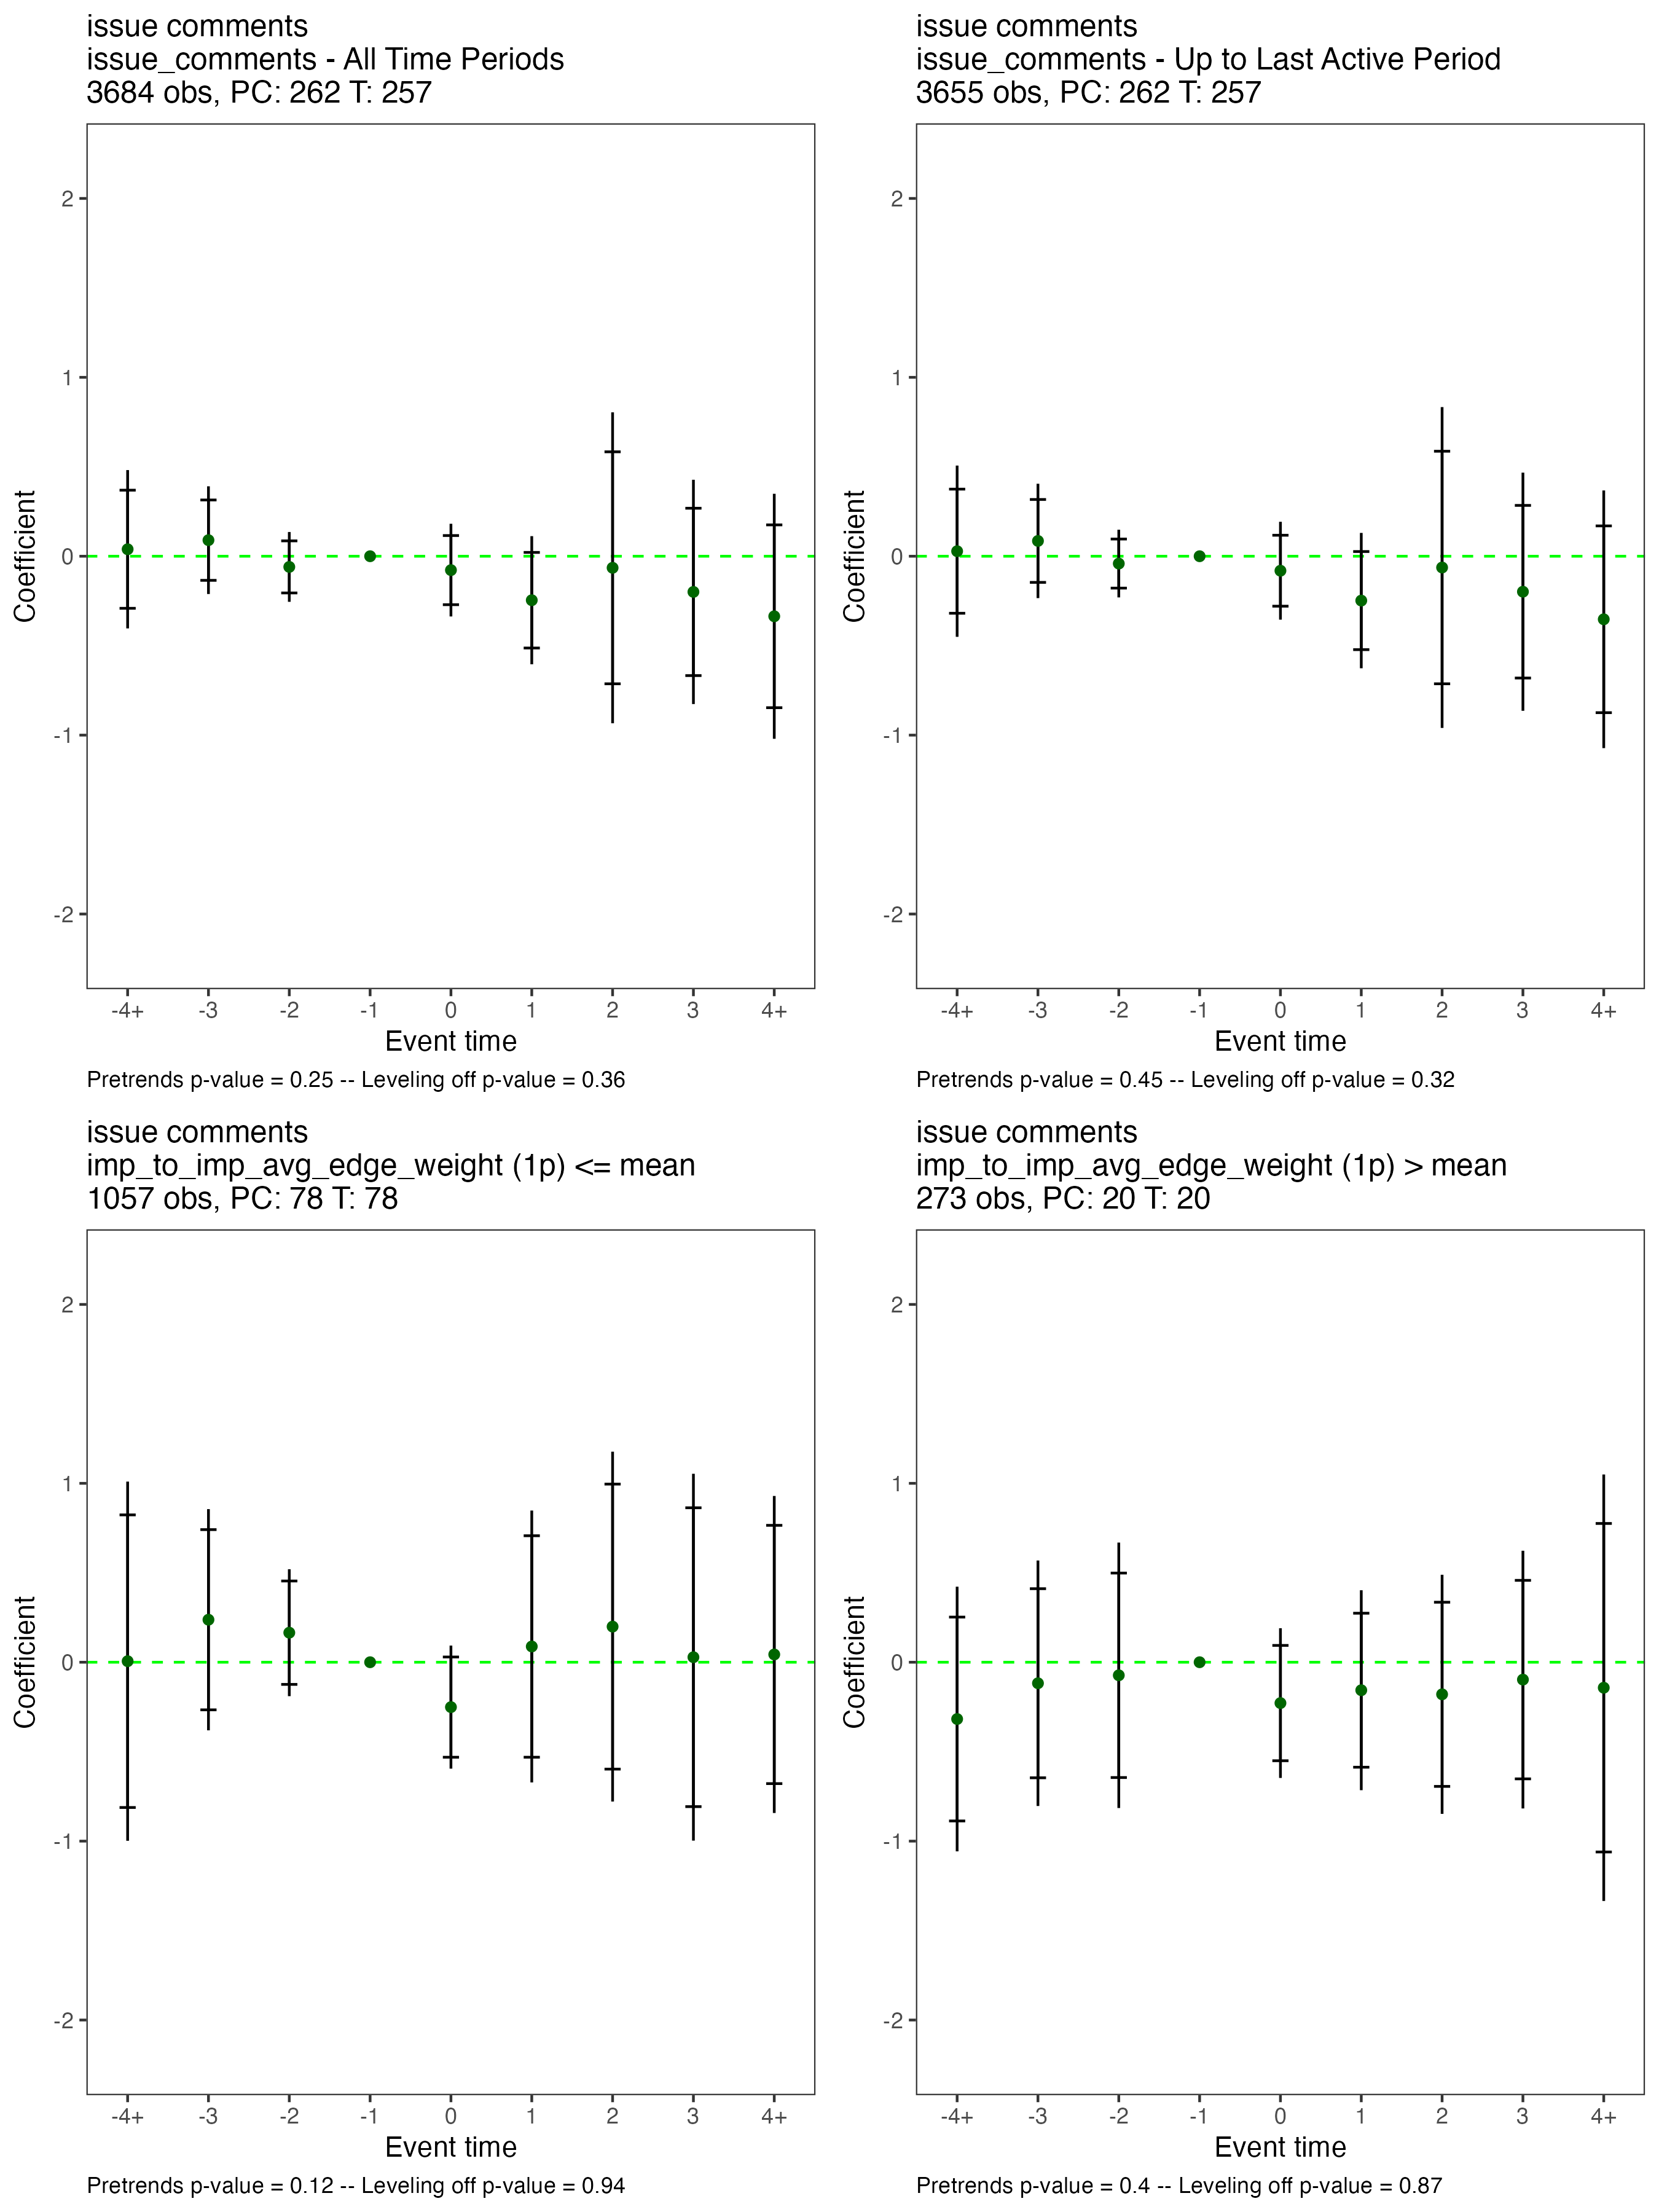 issue comments
issue_comments - All Time Periods
3684 obs, PC: 262 T: 257
2
1
0
-1
-2
Coefficient
-4+ -3 -2 -1 0 1 2 3 4+
Event time
Pretrends p-value = 0.25 -- Leveling off p-value = 0.36
issue comments
issue_comments - Up to Last Active Period
3655 obs, PC: 262 T: 257
2
1
0
-1
-2
Coefficient
-4+ -3 -2 -1 0 1 2 3 4+
Event time
Pretrends p-value = 0.45 -- Leveling off p-value = 0.32
issue comments
imp_to_imp_avg_edge_weight (1p) <= mean
1057 obs, PC: 78 T: 78
2
1
0
-1
-2
Coefficient
-4+ -3 -2 -1 0 1 2 3 4+
Event time
Pretrends p-value = 0.12 -- Leveling off p-value = 0.94
issue comments
imp_to_imp_avg_edge_weight (1p) > mean
273 obs, PC: 20 T: 20
2
1
0
-1
-2
Coefficient
-4+ -3 -2 -1 0 1 2 3 4+
Event time
Pretrends p-value = 0.4 -- Leveling off p-value = 0.87